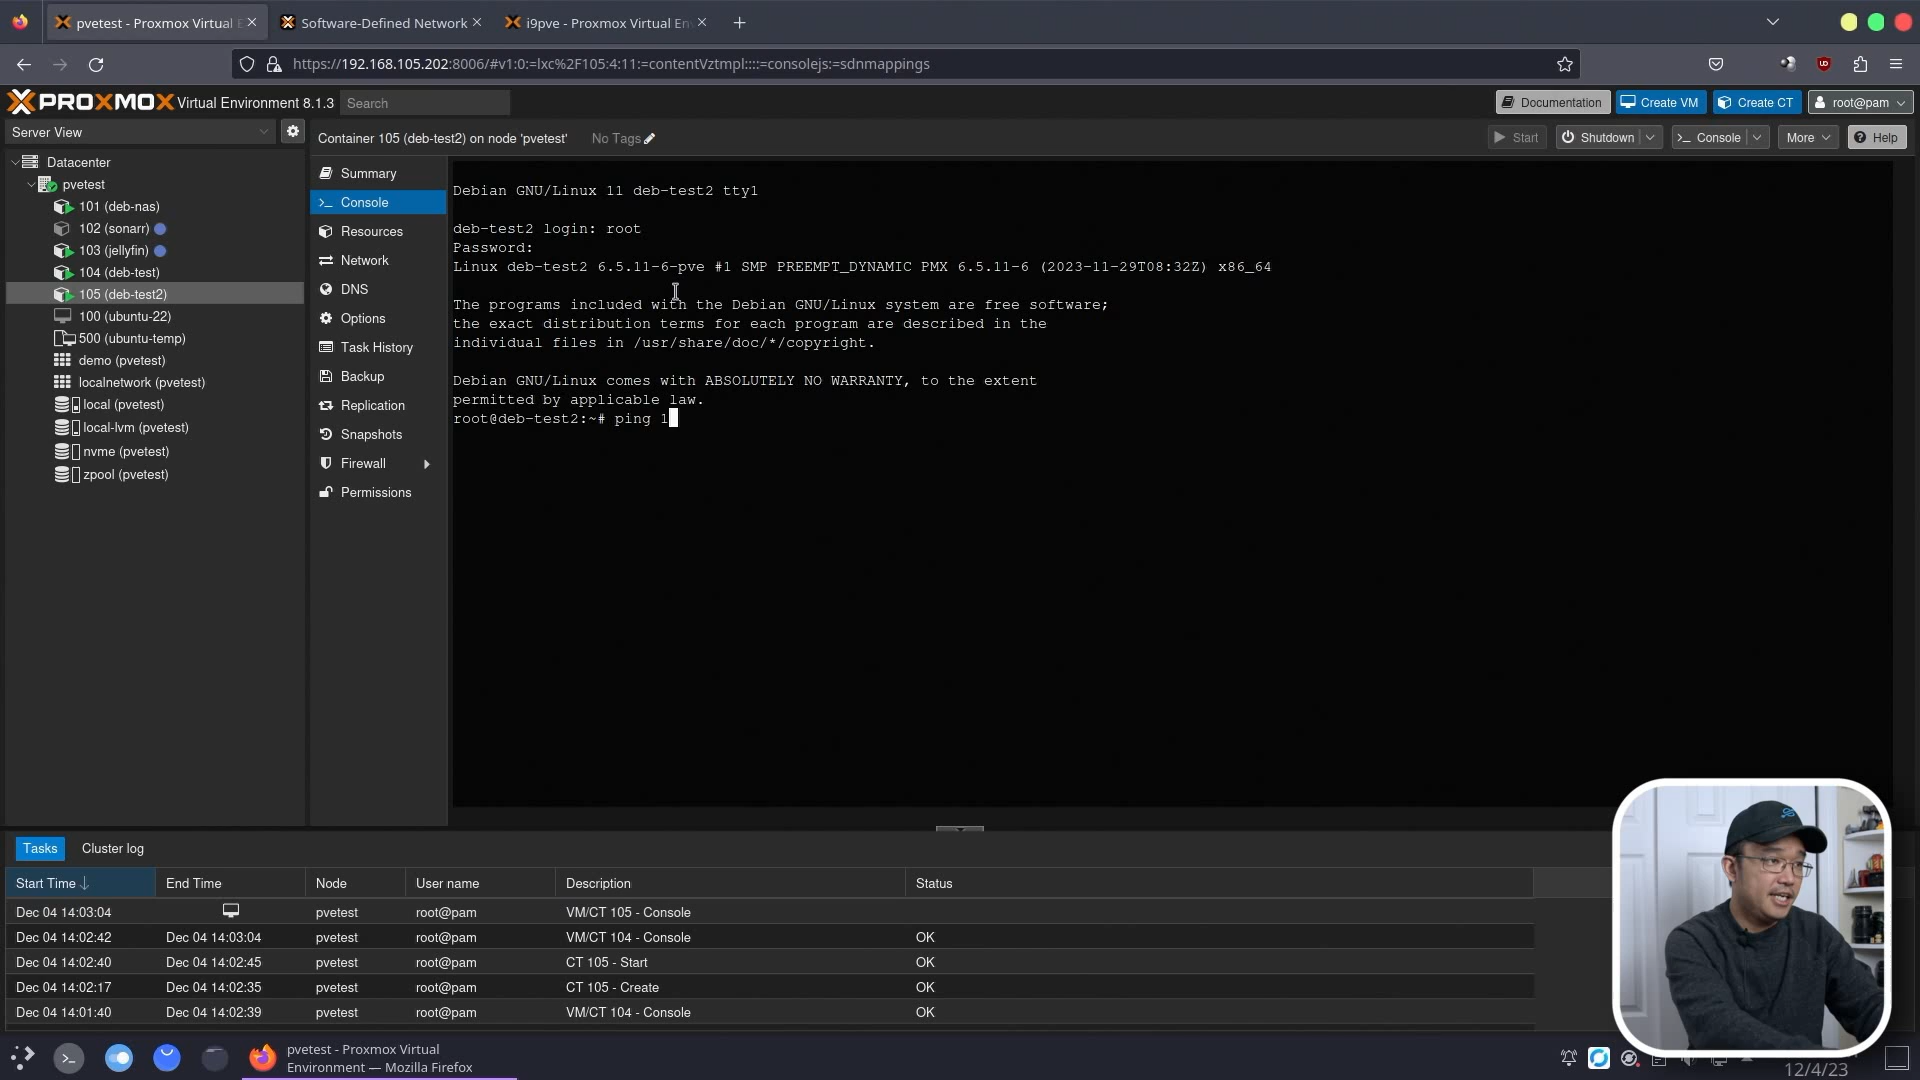 pvetest - Proxmox Virtual E
Software-Defined Network
i9pve - Proxmox Virtual En
https://192.168.105.202:8006/#v1:0:=lxc%2F105:4:11:=contentVztmpl::::=consolejs:=sdnmappings
PROXMOX Virtual Environment 8.1.3
Search
Documentation
Create VM
Create CT
root@pam
Server View
Container 105 (deb-test2) on node 'pvetest'
No Tags
Start
Shutdown
Console
More
Help
Datacenter
pvetest
101 (deb-nas)
102 (sonarr)
103 (jellyfin)
104 (deb-test)
105 (deb-test2)
100 (ubuntu-22)
500 (ubuntu-temp)
demo (pvetest)
localnetwork (pvetest)
local (pvetest)
local-lvm (pvetest)
nvme (pvetest)
zpool (pvetest)
Summary
Console
Resources
Network
DNS
Options
Task History
Backup
Replication
Snapshots
Firewall
Permissions
Debian GNU/Linux 11 deb-test2 tty1
deb-test2 login: root
Password:
Linux deb-test2 6.5.11-6-pve #1 SMP PREEMPT_DYNAMIC PMX 6.5.11-6 (2023-11-29T08:32Z) x86_64
The programs included with the Debian GNU/Linux system are free software;
the exact distribution terms for each program are described in the
individual files in /usr/share/doc/*/copyright.
Debian GNU/Linux comes with ABSOLUTELY NO WARRANTY, to the extent
permitted by applicable law.
root@deb-test2:~# ping 1
Tasks
Cluster log
Start Time End Time Node User name Description Status
Dec 04 14:03:04 pvetest root@pam VM/CT 105 - Console
Dec 04 14:02:42 Dec 04 14:03:04 pvetest root@pam VM/CT 104 - Console OK
Dec 04 14:02:40 Dec 04 14:02:45 pvetest root@pam CT 105 - Start OK
Dec 04 14:02:17 Dec 04 14:02:35 pvetest root@pam CT 105 - Create OK
Dec 04 14:01:40 Dec 04 14:02:39 pvetest root@pam VM/CT 104 - Console OK
pvetest - Proxmox Virtual
Environment — Mozilla Firefox
12/4/23